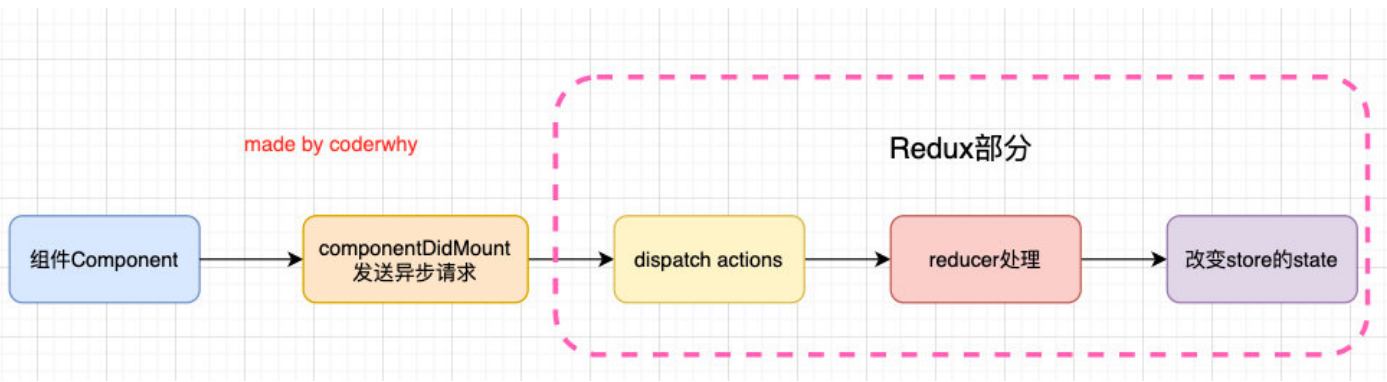 made by coderwhy
Redux部分
组件Component
componentDidMount
发送异步请求
dispatch actions
reducer处理
改变store的state